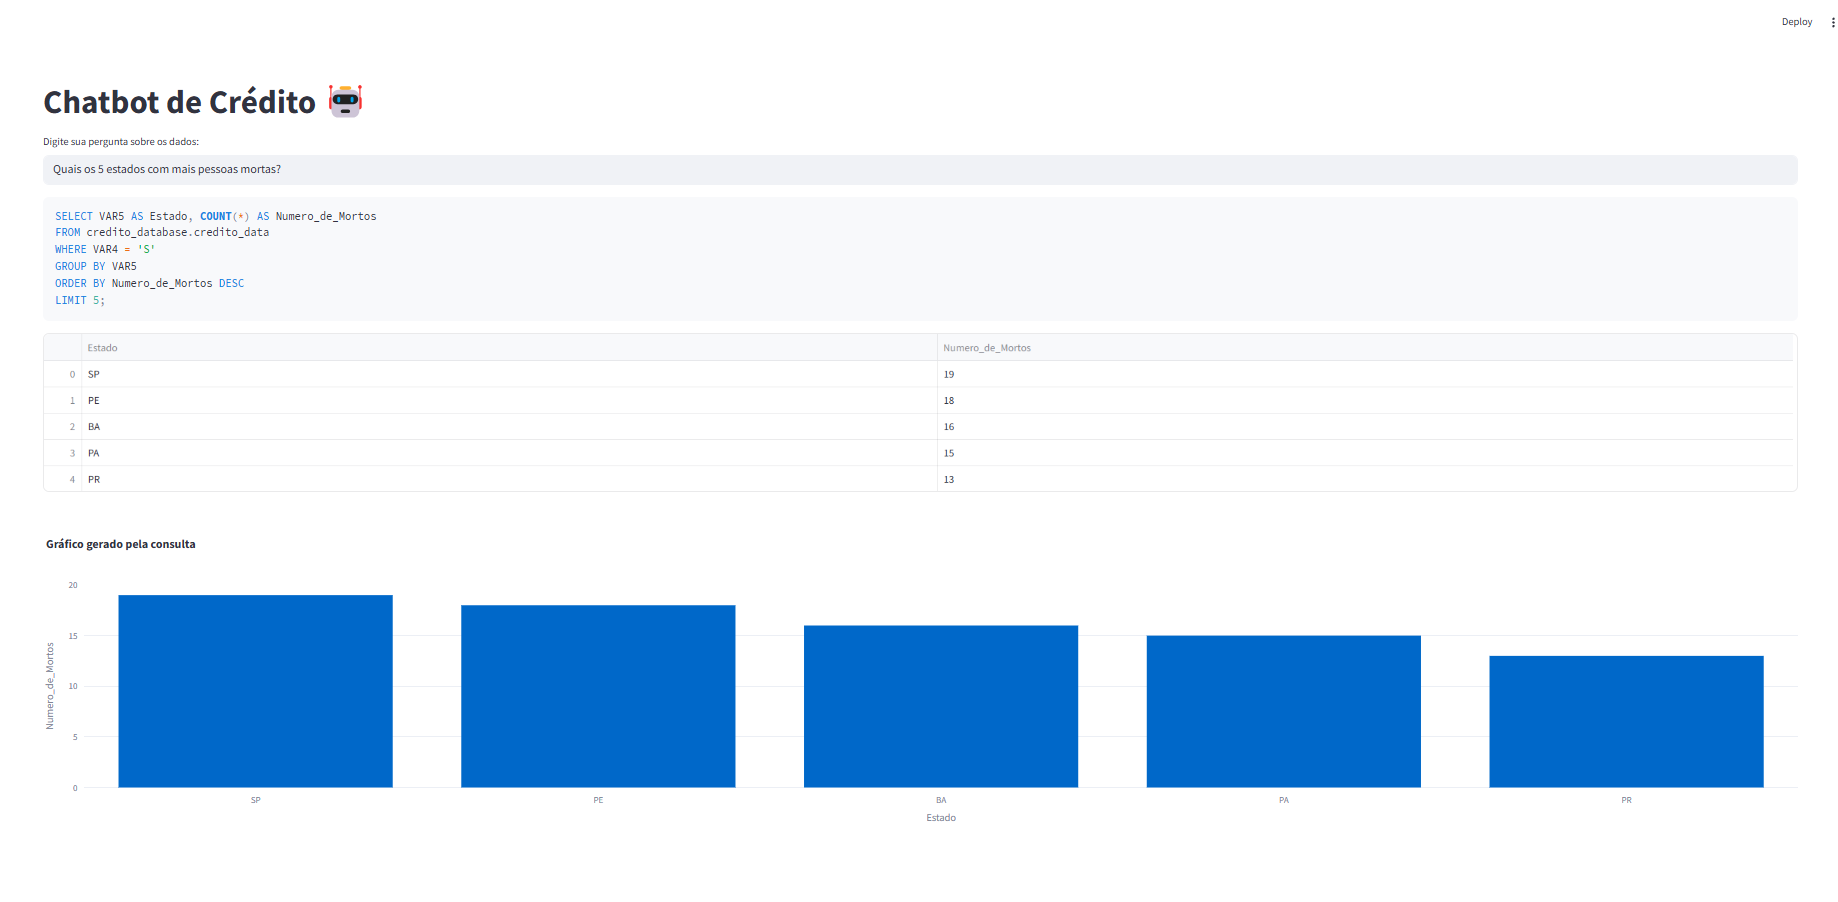 Deploy
Chatbot de Crédito
Digite sua pergunta sobre os dados:
Quais os 5 estados com mais pessoas mortas?
SELECT VAR5 AS Estado, COUNT(*) AS Numero_de_Mortos
FROM credito_database.credito_data
WHERE VAR4 = 'S'
GROUP BY VAR5
ORDER BY Numero_de_Mortos DESC
LIMIT 5;
Estado Numero_de_Mortos
0 SP 19
1 PE 18
2 BA 16
3 PA 15
4 PR 13
Gráfico gerado pela consulta
Numero_de_Mortos
20
15
10
5
0
SP PE BA PA PR
Estado